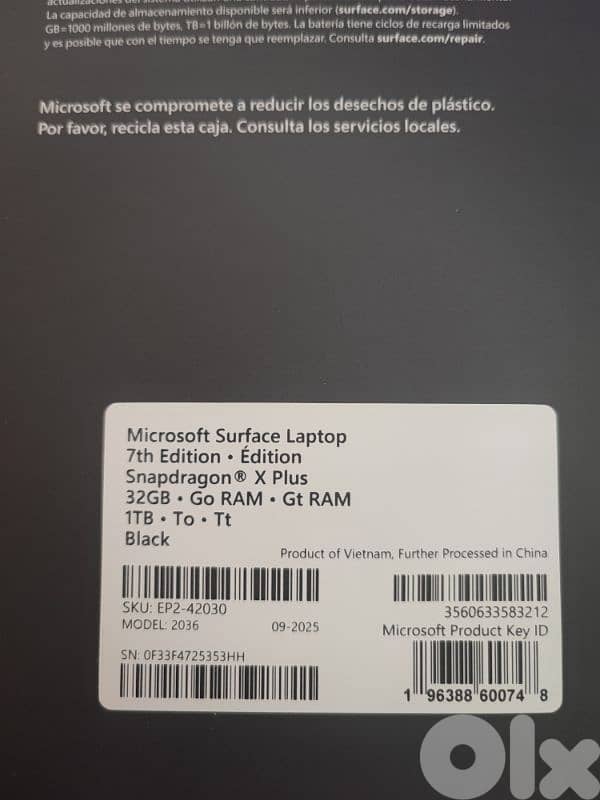 La capacidad de almacenamiento disponible será inferior (surface.com/storage).
GB=1000 millones de bytes, TB=1 billón de bytes. La batería tiene ciclos de recarga limitados
y es posible que con el tiempo se tenga que reemplazar. Consulta surface.com/repair.
Microsoft se compromete a reducir los desechos de plástico.
Por favor, recicla esta caja. Consulta los servicios locales.
Microsoft Surface Laptop
7th Edition • Édition
Snapdragon® X Plus
32GB • Go RAM • Gt RAM
1TB • To • Tt
Black
Product of Vietnam, Further Processed in China
SKU: EP2-42030
MODEL: 2036
09-2025
SN: 0F33F4725353HH
3560633583212
Microsoft Product Key ID
1 96388 60074 8
Olx